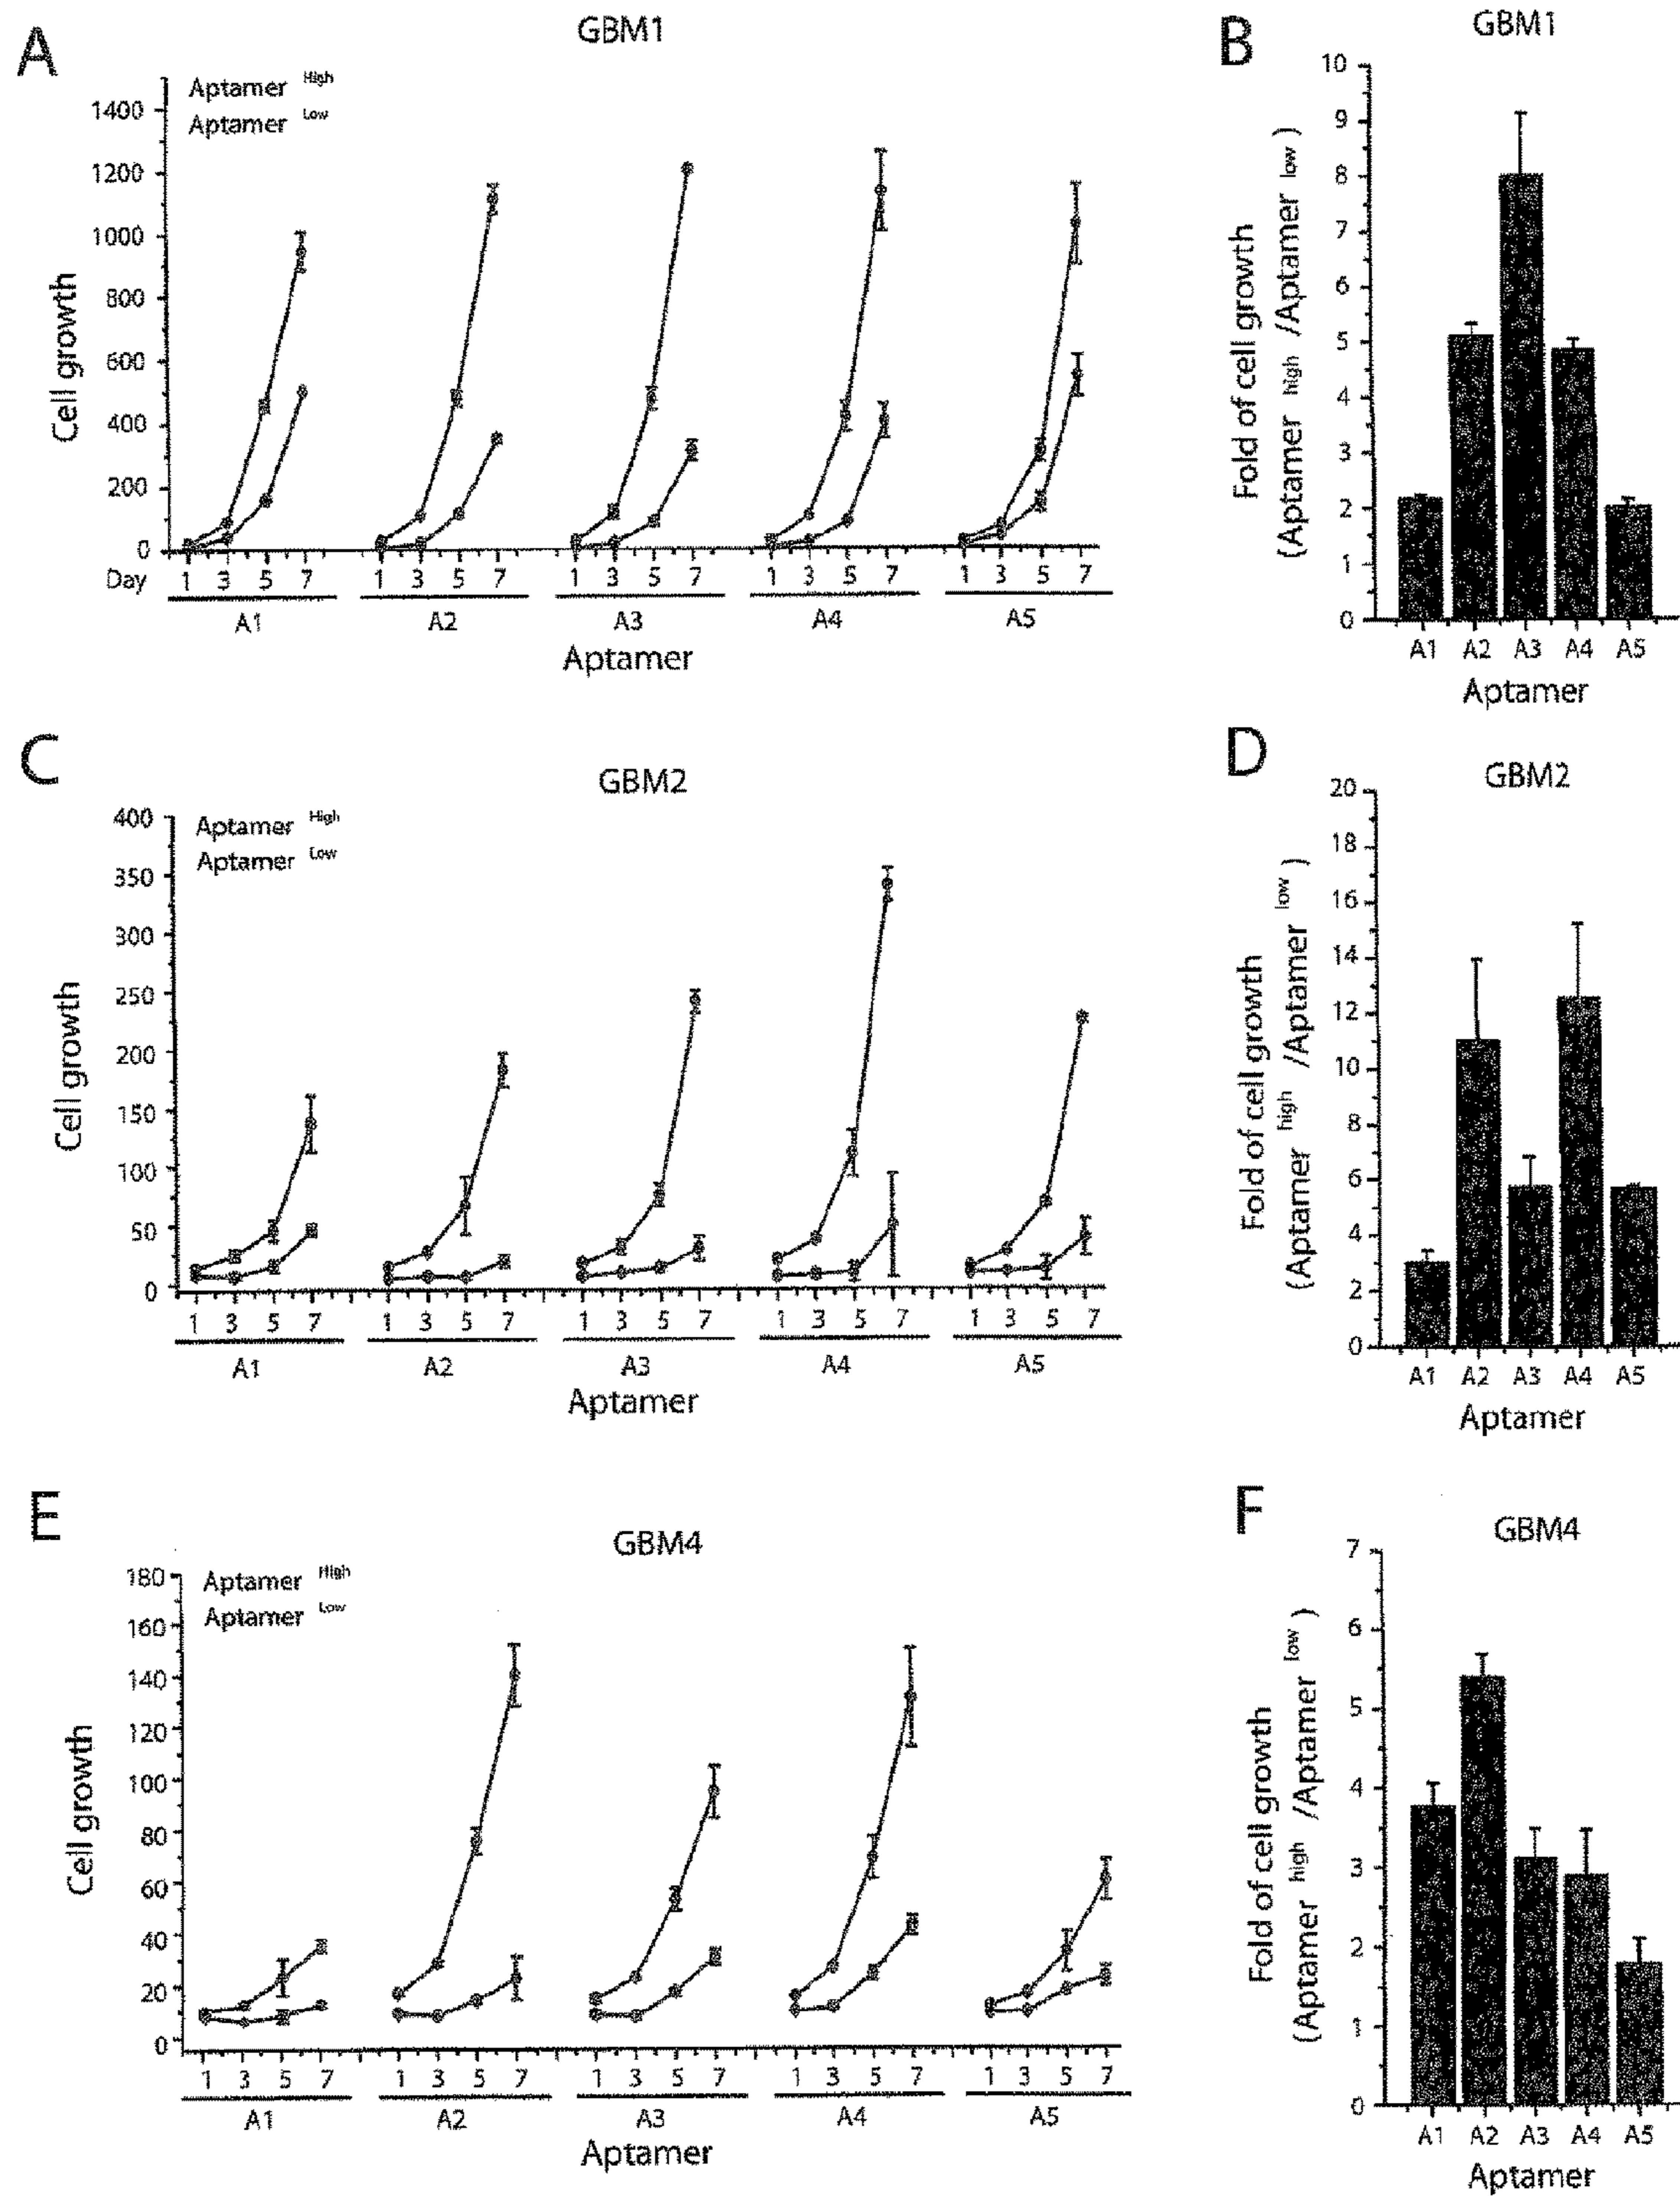 A
GBM1
Aptamer High
Aptamer Low
1400
1200
1000
800
600
400
200
0
Cell growth
Day 1 3 5 7 1 3 5 7 1 3 5 7 1 3 5 7 1 3 5 7
A1 A2 A3 A4 A5
Aptamer
B
GBM1
10
9
8
7
6
5
4
3
2
1
0
Fold of cell growth
(Aptamer high /Aptamer low)
A1 A2 A3 A4 A5
Aptamer
C
GBM2
Aptamer High
Aptamer Low
400
350
300
250
200
150
100
50
0
Cell growth
1 3 5 7 1 3 5 7 1 3 5 7 1 3 5 7 1 3 5 7
A1 A2 A3 A4 A5
Aptamer
D
GBM2
20
18
16
14
12
10
8
6
4
2
0
Fold of cell growth
(Aptamer high /Aptamer low)
A1 A2 A3 A4 A5
Aptamer
E
GBM4
Aptamer High
Aptamer Low
180
160
140
120
100
80
60
40
20
0
Cell growth
1 3 5 7 1 3 5 7 1 3 5 7 1 3 5 7 1 3 5 7
A1 A2 A3 A4 A5
Aptamer
F
GBM4
7
6
5
4
3
2
1
0
Fold of cell growth
(Aptamer high /Aptamer low)
A1 A2 A3 A4 A5
Aptamer